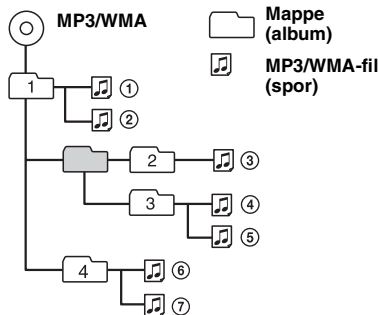 MP3/WMA
Mappe
(album)
MP3/WMA-fil
(spor)
1
①
②
2
③
3
④
⑤
4
⑥
⑦